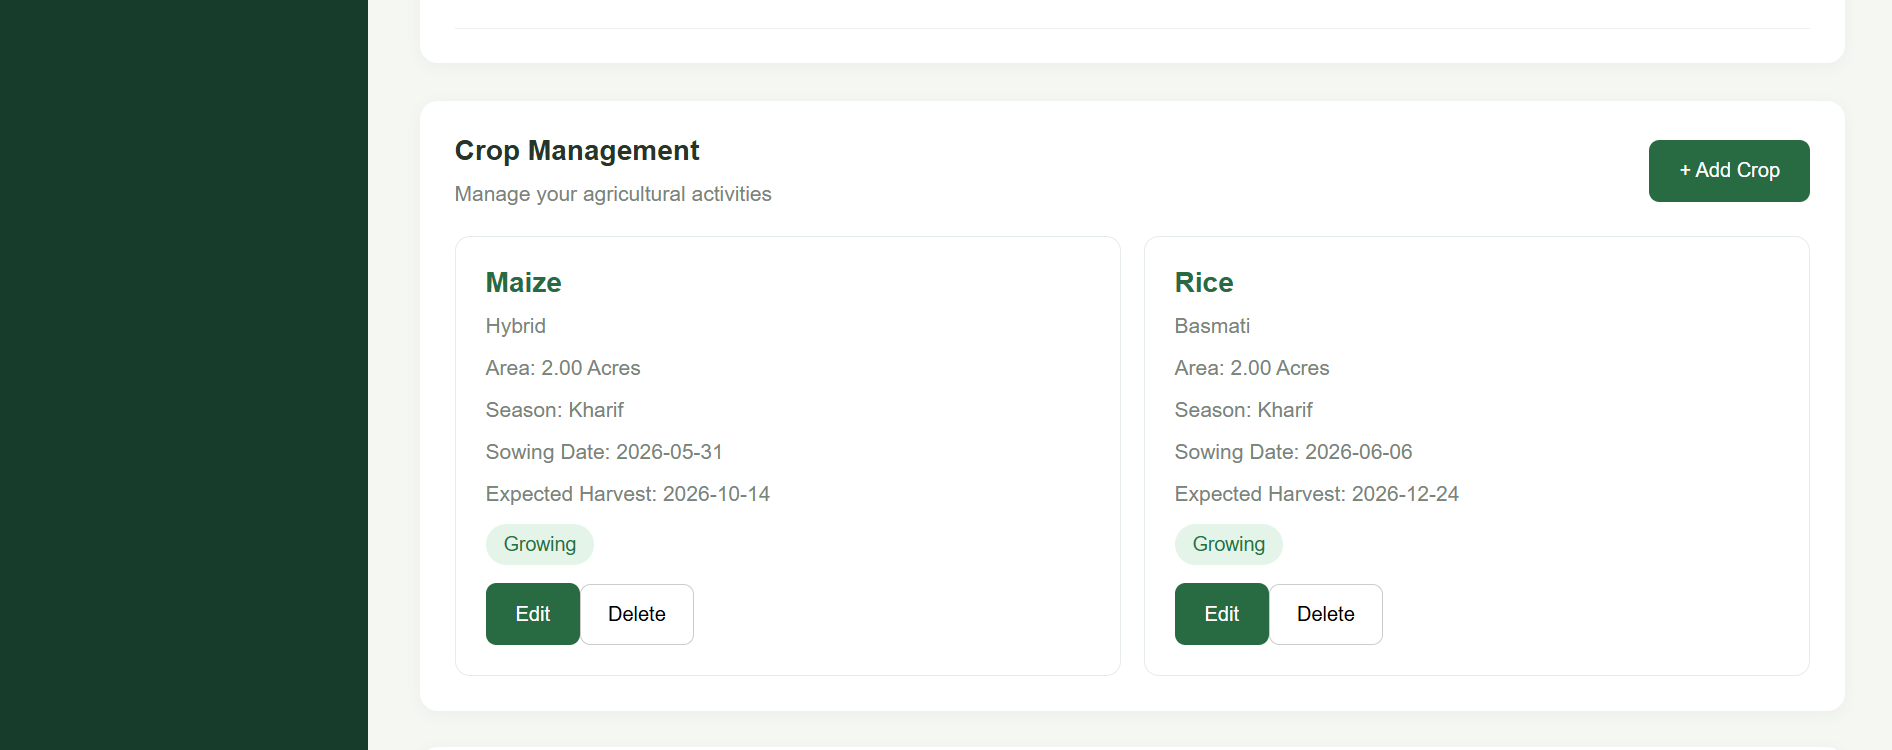 Crop Management
Manage your agricultural activities
+ Add Crop
Maize
Hybrid
Area: 2.00 Acres
Season: Kharif
Sowing Date: 2026-05-31
Expected Harvest: 2026-10-14
Growing
Edit
Delete
Rice
Basmati
Area: 2.00 Acres
Season: Kharif
Sowing Date: 2026-06-06
Expected Harvest: 2026-12-24
Growing
Edit
Delete